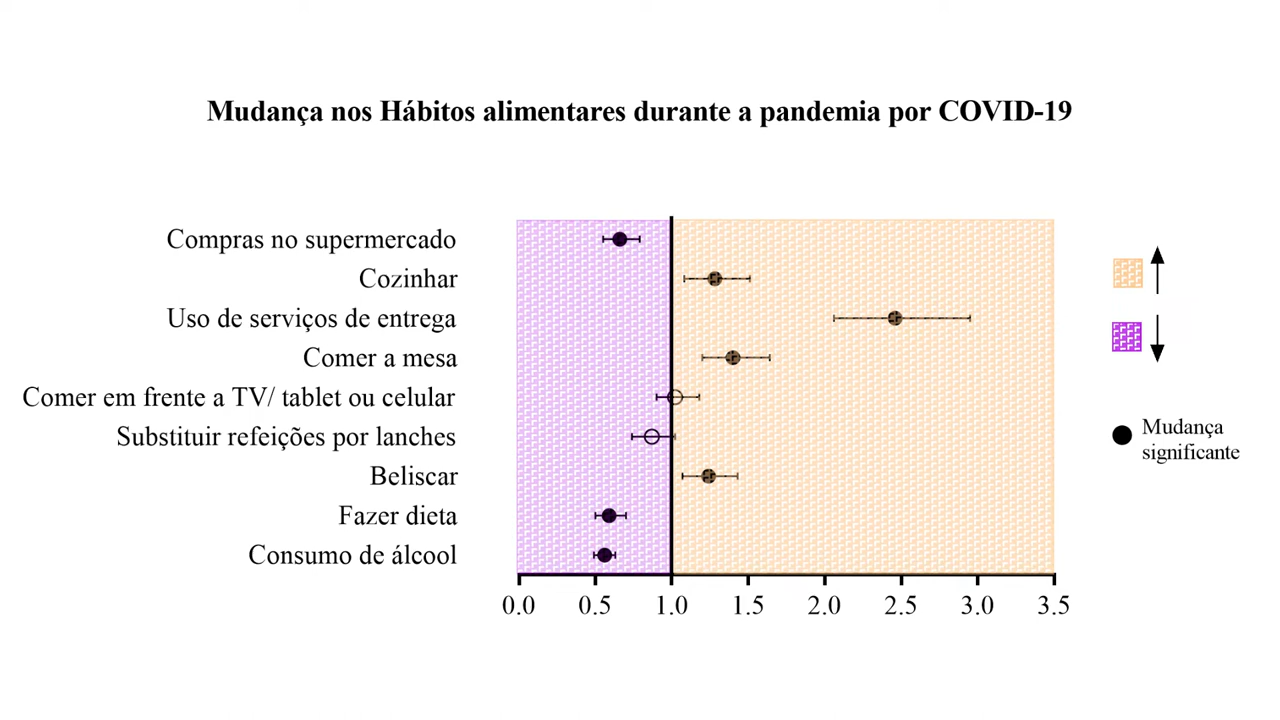 Mudança nos Hábitos alimentares durante a pandemia por COVID-19
Compras no supermercado
Cozinhar
Uso de serviços de entrega
Comer a mesa
Comer em frente a TV/ tablet ou celular
Substituir refeições por lanches
Beliscar
Fazer dieta
Consumo de álcool
0.0 0.5 1.0 1.5 2.0 2.5 3.0 3.5
Mudança
significante